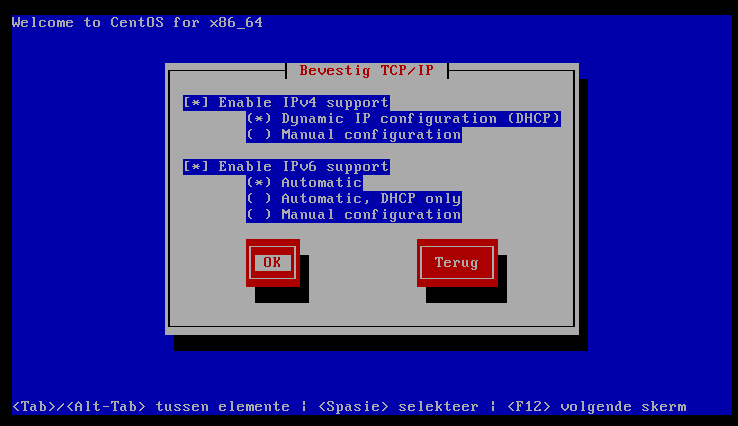 Welcome to CentOS for x86_64
Bevestig TCP/IP
[*] Enable IPv4 support
(*) Dynamic IP configuration (DHCP)
( ) Manual configuration
[*] Enable IPv6 support
(*) Automatic
( ) Automatic, DHCP only
( ) Manual configuration
OK Terug
<Tab>/<Alt-Tab> tussen elemente | <Spasie> selekteer | <F12> volgende skerm